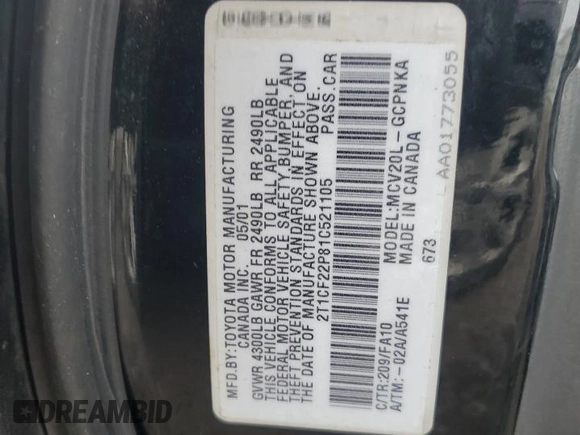 MFD.BY:TOYOTA MOTOR MANUFACTURING
CANADA INC. 05/01
GVWR 4300LB GAWR FR 2490LB RR 2490LB
THIS VEHICLE CONFORMS TO ALL APPLICABLE
FEDERAL MOTOR VEHICLE SAFETY,BUMPER, AND
THEFT PREVENTION STANDARDS IN EFFECT ON
THE DATE OF MANUFACTURE SHOWN ABOVE.
2T1CF22P81C521105 PASS.CAR
C/TR:209/FA10 MODEL:MCV20L-GCPNKA
A/TM:-02A/A541E MADE IN CANADA
673
AA01773055
DREAMBID